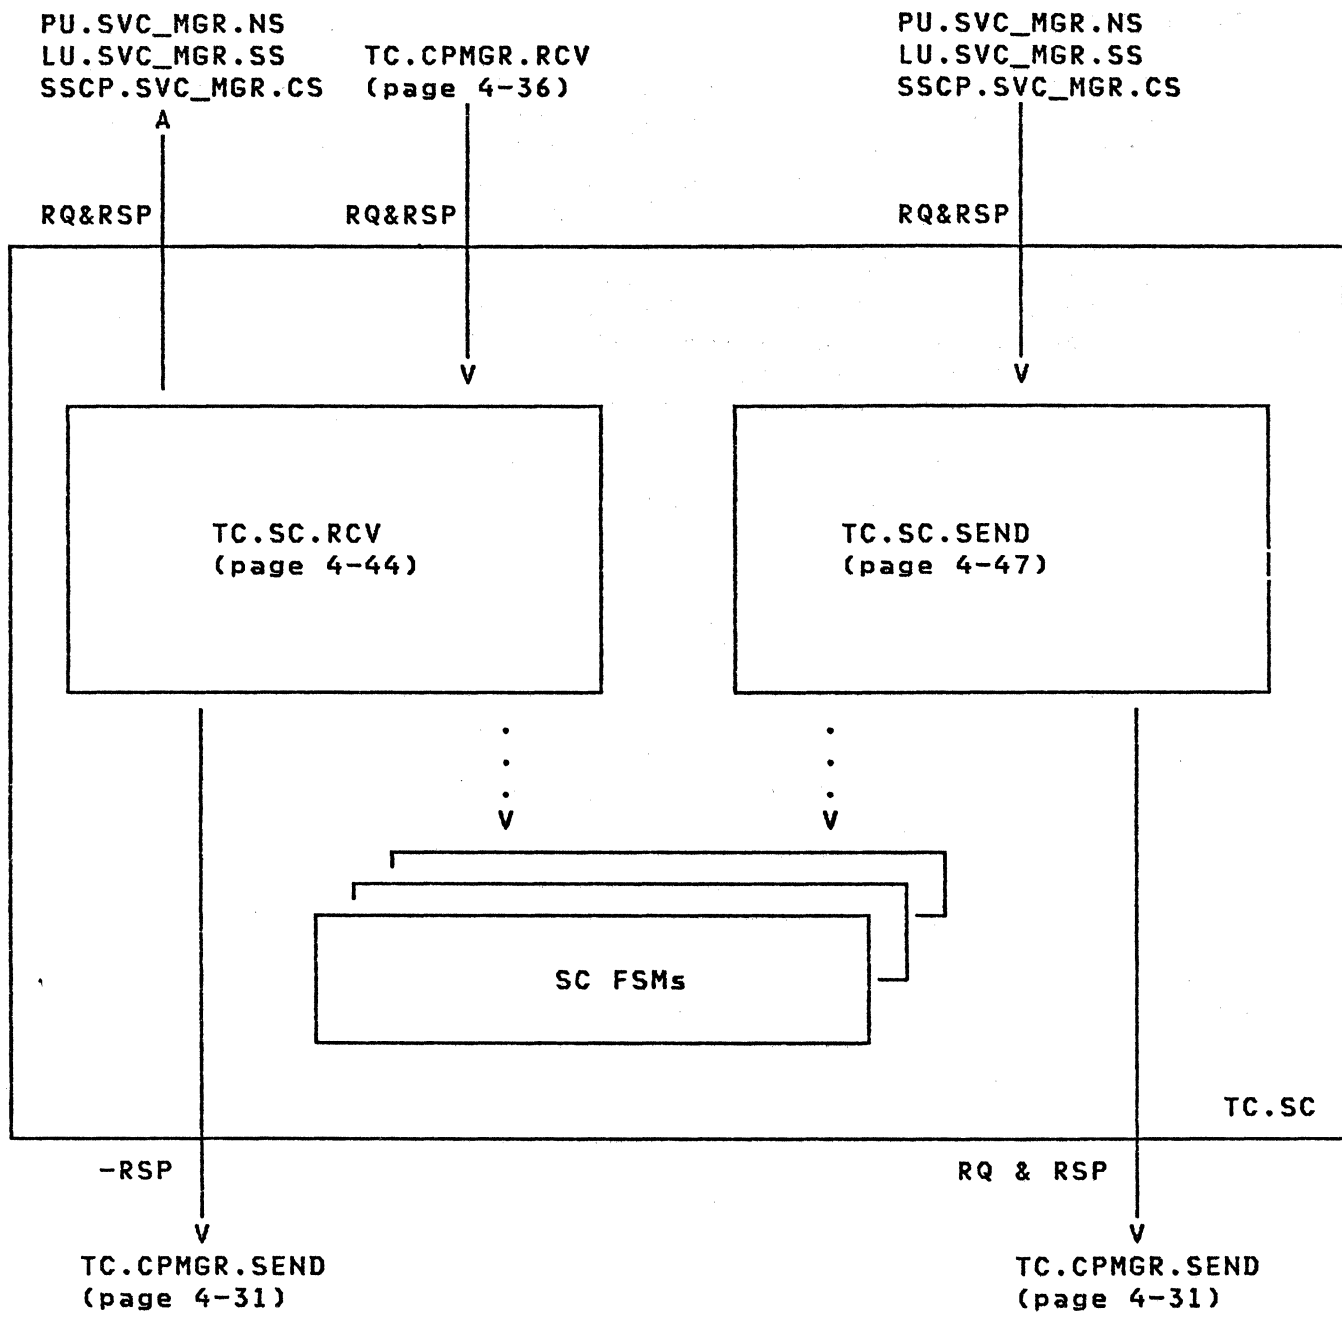 PU.SVC_MGR.NS
LU.SVC_MGR.SS
SSCP.SVC_MGR.CS
TC.CPMGR.RCV
(page 4-36)
PU.SVC_MGR.NS
LU.SVC_MGR.SS
SSCP.SVC_MGR.CS
RQ&RSP
RQ&RSP
RQ&RSP
TC.SC.RCV
(page 4-44)
TC.SC.SEND
(page 4-47)
SC FSMs
TC.SC
-RSP
RQ & RSP
TC.CPMGR.SEND
(page 4-31)
TC.CPMGR.SEND
(page 4-31)